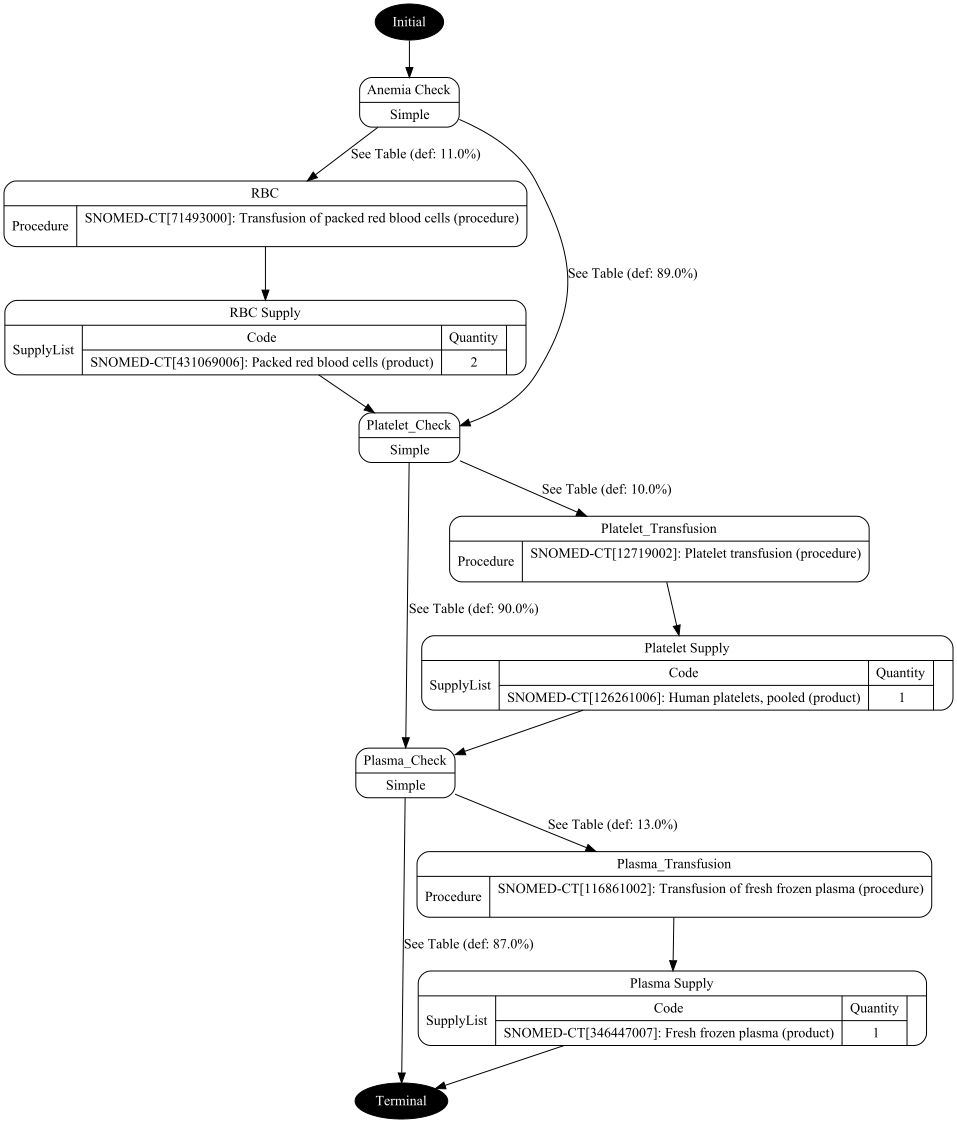 Initial
Anemia Check
Simple
See Table (def: 11.0%)
RBC
Procedure
SNOMED-CT[71493000]: Transfusion of packed red blood cells (procedure)
See Table (def: 89.0%)
RBC Supply
SupplyList
Code
Quantity
SNOMED-CT[431069006]: Packed red blood cells (product)
2
Platelet_Check
Simple
See Table (def: 10.0%)
Platelet_Transfusion
Procedure
SNOMED-CT[12719002]: Platelet transfusion (procedure)
See Table (def: 90.0%)
Platelet Supply
SupplyList
Code
Quantity
SNOMED-CT[126261006]: Human platelets, pooled (product)
1
Plasma_Check
Simple
See Table (def: 13.0%)
Plasma_Transfusion
Procedure
SNOMED-CT[116861002]: Transfusion of fresh frozen plasma (procedure)
See Table (def: 87.0%)
Plasma Supply
SupplyList
Code
Quantity
SNOMED-CT[346447007]: Fresh frozen plasma (product)
1
Terminal